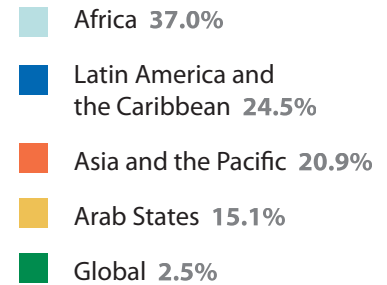 Africa 37.0%
Latin America and
the Caribbean 24.5%
Asia and the Pacific 20.9%
Arab States 15.1%
Global 2.5%